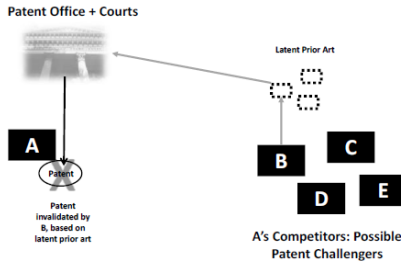 Patent Office + Courts
Latent Prior Art
A
Patent
B
C
D
E
Patent
invalidated by
B, based on
latent prior art
A's Competitors: Possible
Patent Challengers